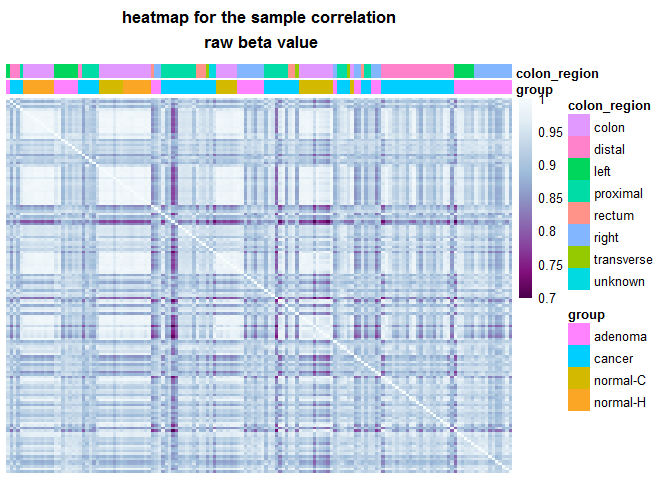 heatmap for the sample correlation
raw beta value
colon_region
group
1
0.95
0.9
0.85
0.8
0.75
0.7
colon_region
colon
distal
left
proximal
rectum
right
transverse
unknown
group
adenoma
cancer
normal-C
normal-H